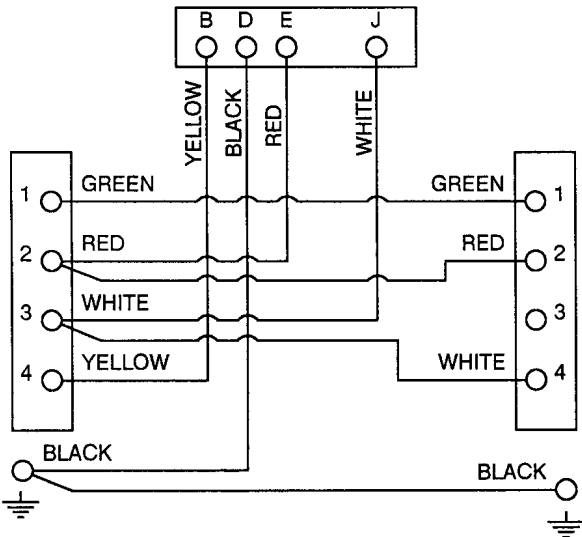 B D E J
YELLOW
BLACK
RED
WHITE
1 GREEN GREEN 1
2 RED RED 2
3 WHITE 3
4 YELLOW WHITE 4
BLACK
BLACK